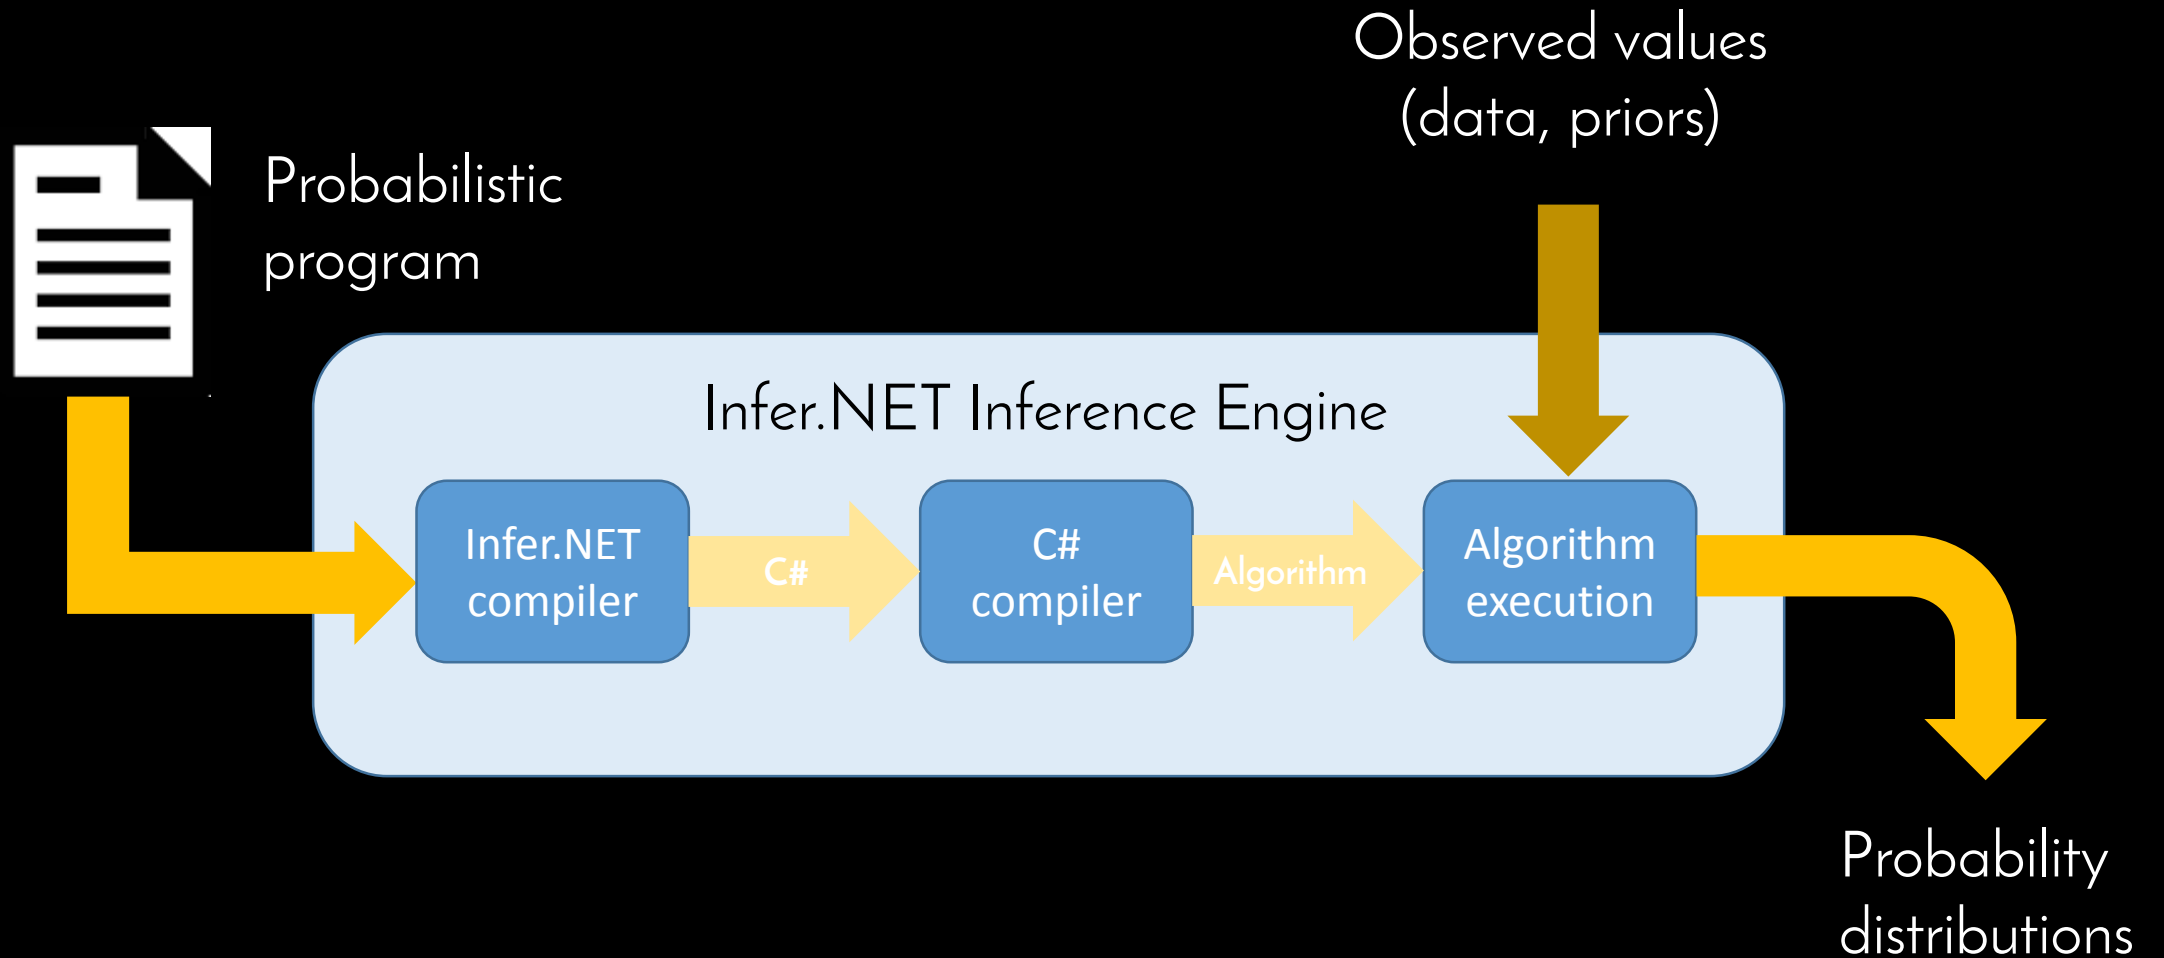 Observed values
(data, priors)
Probabilistic
program
Infer.NET Inference Engine
Infer.NET
compiler
C#
C#
compiler
Algorithm
Algorithm
execution
Probability
distributions